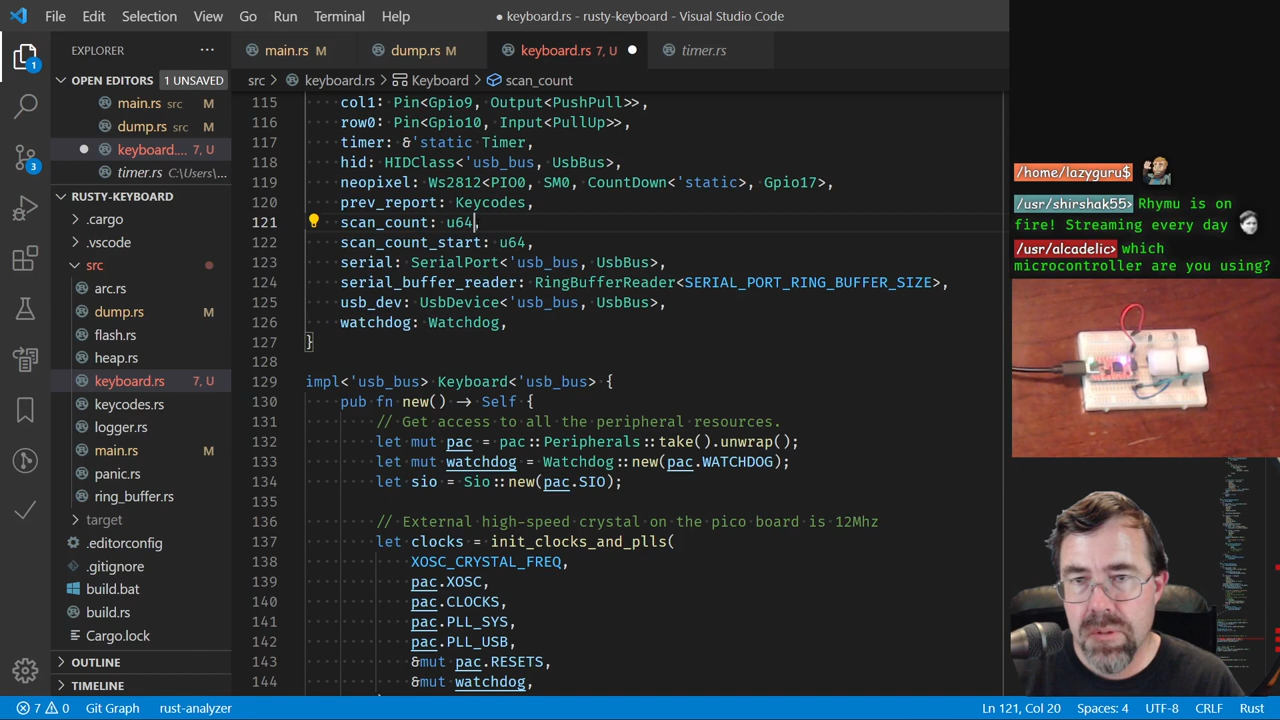 File Edit Selection View Go Run Terminal Help
● keyboard.rs - rusty-keyboard - Visual Studio Code
EXPLORER ···
main.rs M
dump.rs M
keyboard.rs 7, U ●
timer.rs
OPEN EDITORS 1 UNSAVED
main.rs src M
dump.rs src M
● keyboard.... 7, U
timer.rs C:\Users\...
RUSTY-KEYBOARD
.cargo
.vscode
src
arc.rs
dump.rs M
flash.rs
heap.rs
keyboard.rs 7, U
keycodes.rs
logger.rs
main.rs M
panic.rs
ring_buffer.rs
target
.editorconfig
.gitignore
build.bat
build.rs
Cargo.lock
OUTLINE
TIMELINE
1
3
src > keyboard.rs > Keyboard > scan_count
115 col1: Pin<Gpio9, Output<PushPull>>,
116 row0: Pin<Gpio10, Input<PullUp>>,
117 timer: &'static Timer,
118 hid: HIDClass<'usb_bus, UsbBus>,
119 neopixel: Ws2812<PIO0, SM0, CountDown<'static>, Gpio17>,
120 prev_report: Keycodes,
121 scan_count: u64,
122 scan_count_start: u64,
123 serial: SerialPort<'usb_bus, UsbBus>,
124 serial_buffer_reader: RingBufferReader<SERIAL_PORT_RING_BUFFER_SIZE>,
125 usb_dev: UsbDevice<'usb_bus, UsbBus>,
126 watchdog: Watchdog,
127 }
128
129 impl<'usb_bus> Keyboard<'usb_bus> {
130 pub fn new() → Self {
131 // Get access to all the peripheral resources.
132 let mut pac = pac::Peripherals::take().unwrap();
133 let mut watchdog = Watchdog::new(pac.WATCHDOG);
134 let sio = Sio::new(pac.SIO);
135
136 // External high-speed crystal on the pico board is 12Mhz
137 let clocks = init_clocks_and_plls(
138 XOSC_CRYSTAL_FREQ,
139 pac.XOSC,
140 pac.CLOCKS,
141 pac.PLL_SYS,
142 pac.PLL_USB,
143 &mut pac.RESETS,
144 &mut watchdog,
/home/lazyguru$
/usr/shirshak55> Rhymu is on
fire! Streaming every day
/usr/alcadelic> which
microcontroller are you using?
7 0 Git Graph rust-analyzer Ln 121, Col 20 Spaces: 4 UTF-8 CRLF Rust